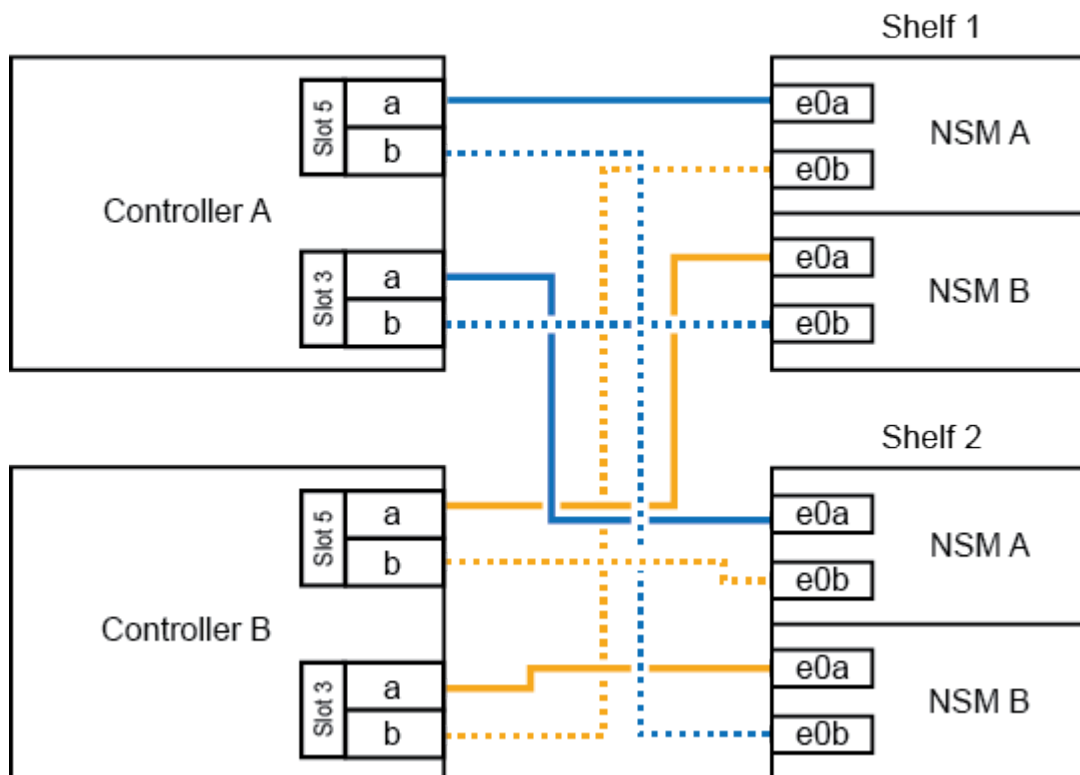 Shelf 1
Controller A
Slot 5
a
b
Slot 3
a
b
e0a
e0b
NSM A
e0a
e0b
NSM B
Shelf 2
Controller B
Slot 5
a
b
Slot 3
a
b
e0a
e0b
NSM A
e0a
e0b
NSM B